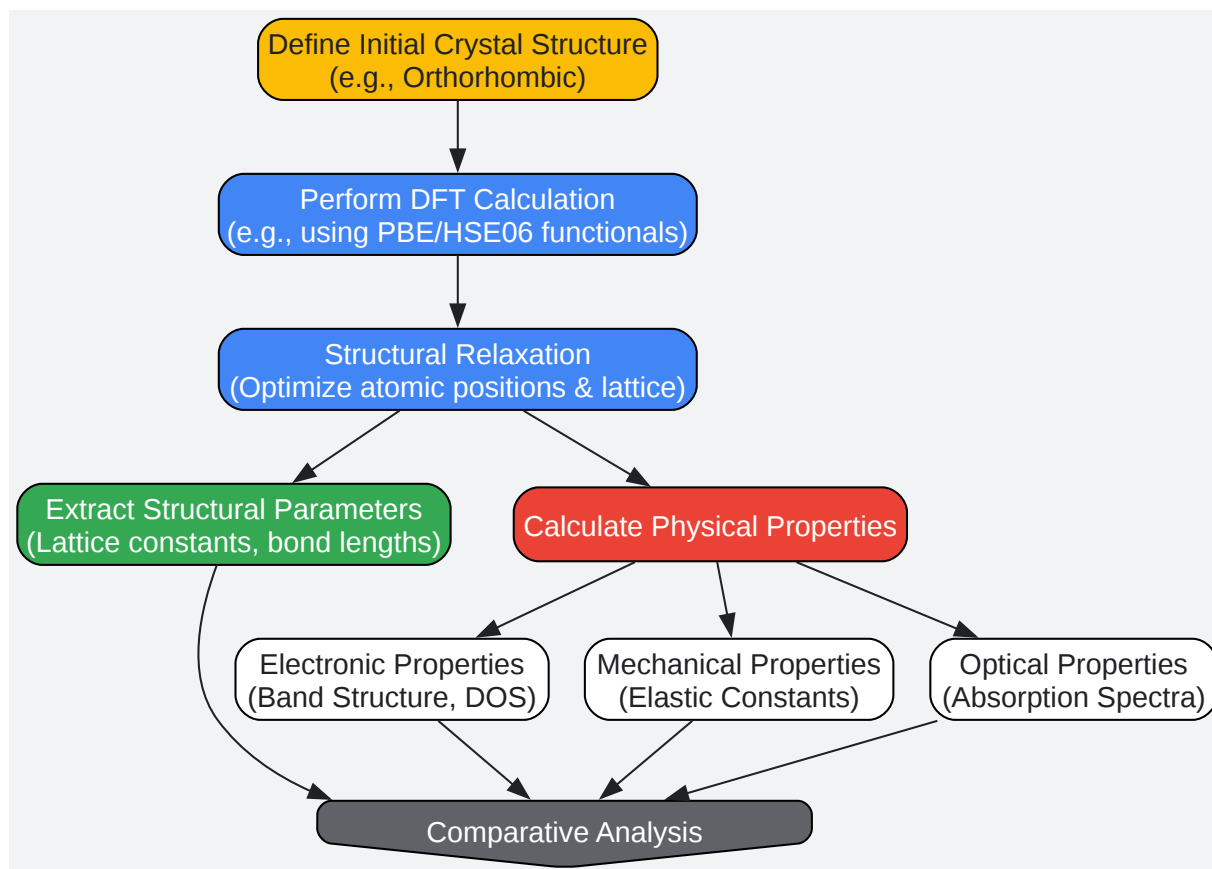 Define Initial Crystal Structure
(e.g., Orthorhombic)
Perform DFT Calculation
(e.g., using PBE/HSE06 functionals)
Structural Relaxation
(Optimize atomic positions & lattice)
Extract Structural Parameters
(Lattice constants, bond lengths)
Calculate Physical Properties
Electronic Properties
(Band Structure, DOS)
Mechanical Properties
(Elastic Constants)
Optical Properties
(Absorption Spectra)
Comparative Analysis